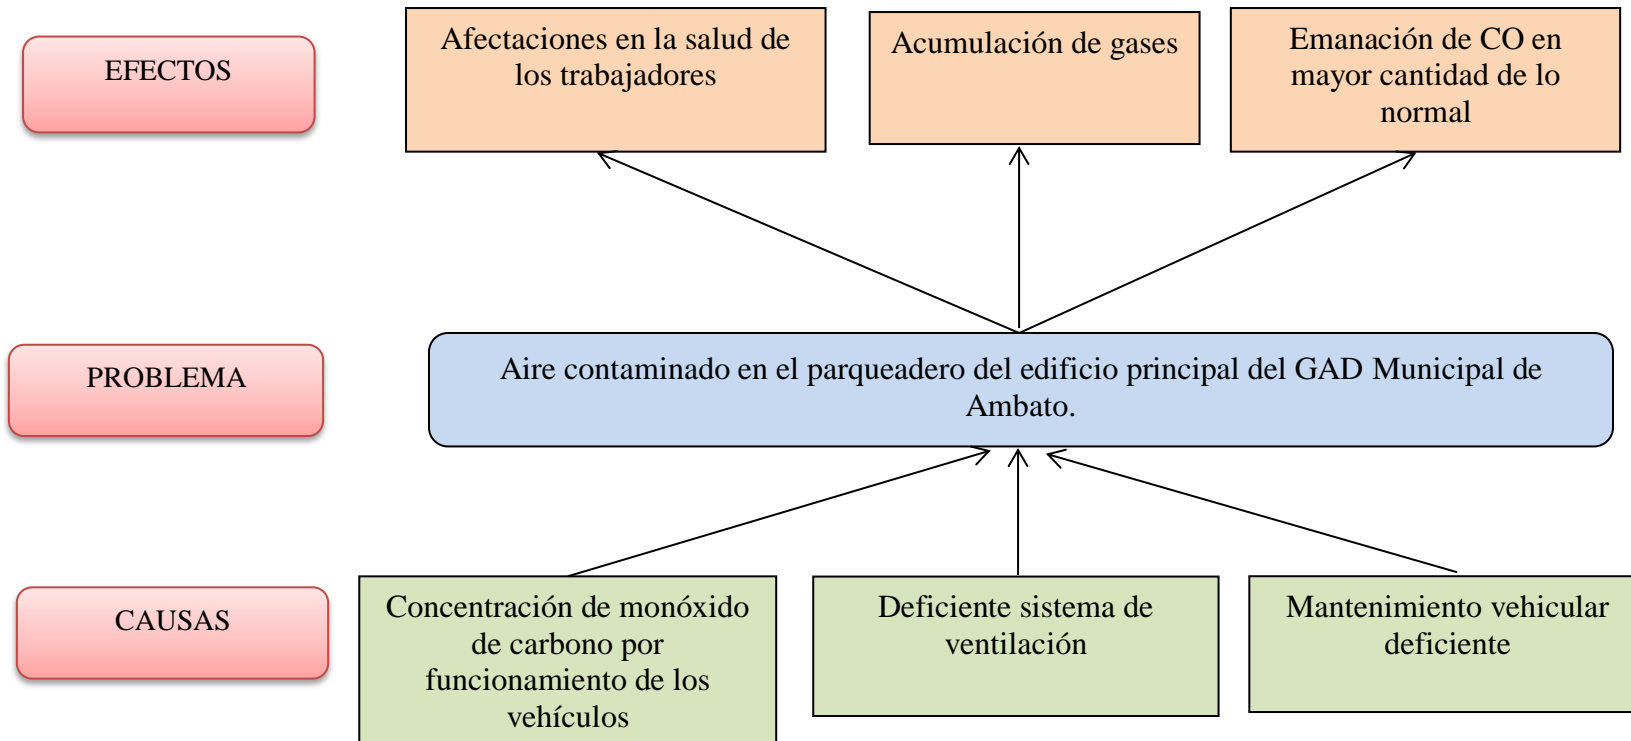 EFECTOS
Afectaciones en la salud de
los trabajadores
Acumulación de gases
Emanación de CO en
mayor cantidad de lo
normal
PROBLEMA
Aire contaminado en el parqueadero del edificio principal del GAD Municipal de
Ambato.
CAUSAS
Concentración de monóxido
de carbono por
funcionamiento de los
vehículos
Deficiente sistema de
ventilación
Mantenimiento vehicular
deficiente